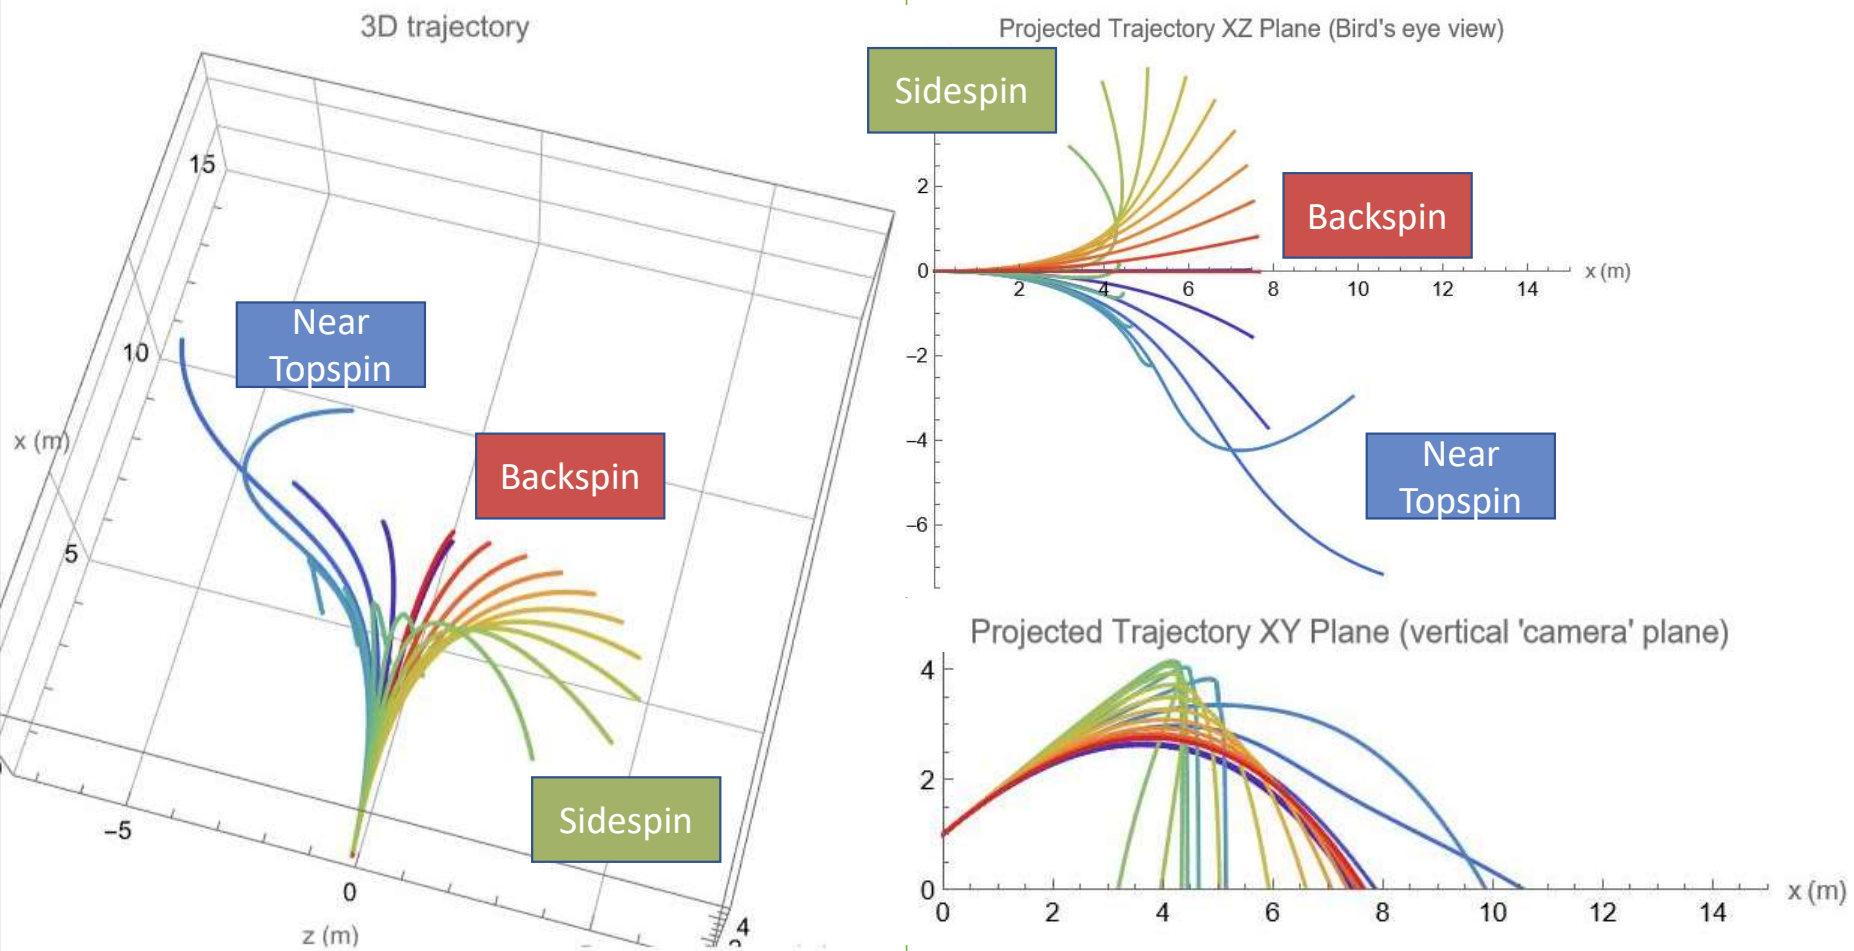 3D trajectory
15
10
x (m)
5
-5
0
z (m)
4
Near
Topspin
Backspin
Sidespin
Projected Trajectory XZ Plane (Bird's eye view)
Sidespin
Backspin
2
0
-2
-4
-6
2 4 6 8 10 12 14
x (m)
Near
Topspin
Projected Trajectory XY Plane (vertical 'camera' plane)
4
2
0
0 2 4 6 8 10 12 14
x (m)